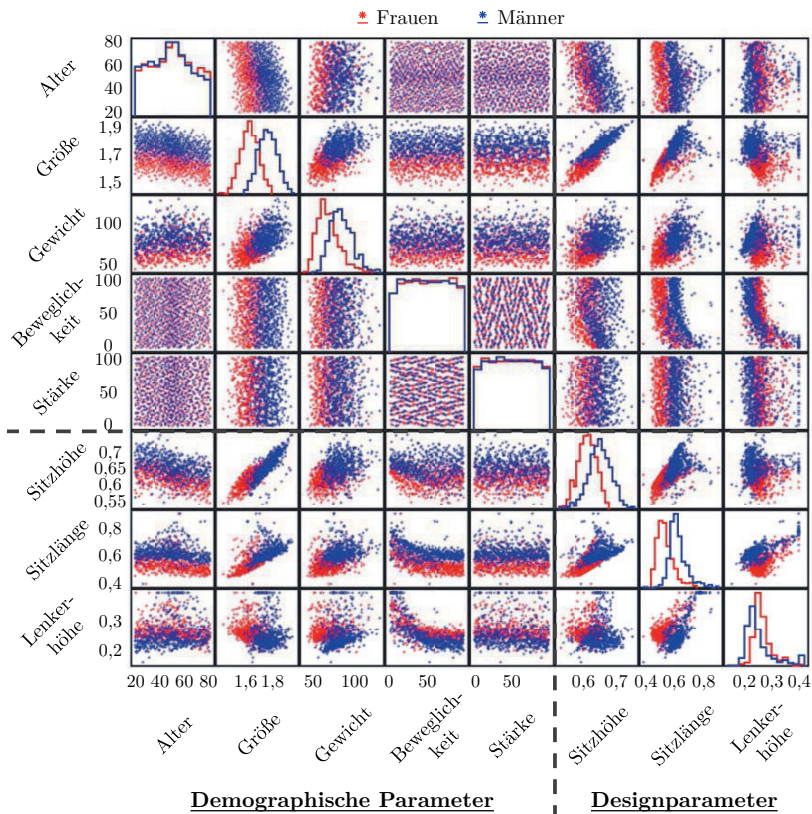 Frauen Männer
Alter
80
60
40
20
Größe
1,9
1,7
1,5
Gewicht
100
50
Beweglich-
keit
100
50
0
Stärke
100
50
0
Sitzhöhe
0,7
0,65
0,6
0,55
Sitzlänge
0,8
0,6
0,4
Lenker-
höhe
0,3
0,2
20 40 60 80 1,6 1,8 50 100 0 50 0 50 0,6 0,7 0,4 0,6 0,8 0,2 0,3 0,4
Alter
Größe
Gewicht
Beweglich-
keit
Stärke
Sitzhöhe
Sitzlänge
Lenker-
höhe
Demographische Parameter Designparameter